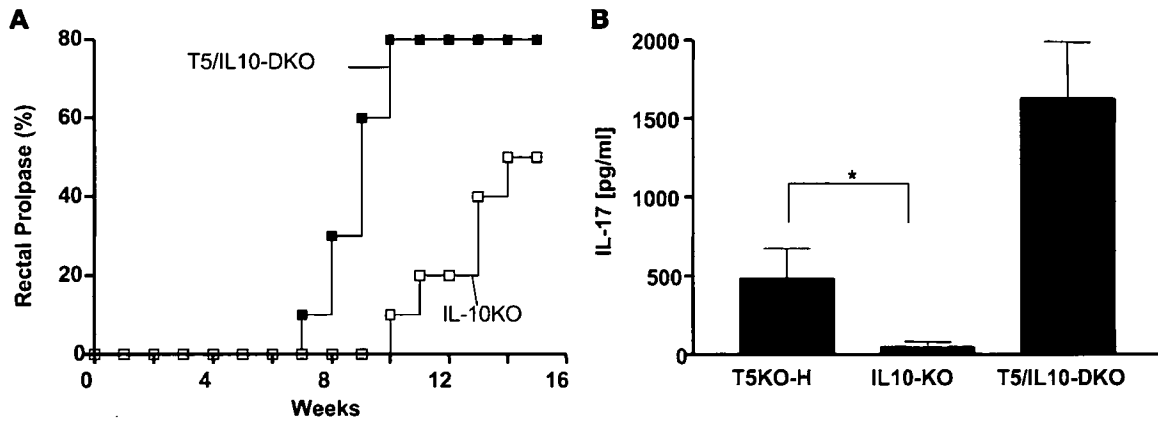 A
80
60
40
20
0
Rectal Prolpase (%)
T5/IL10-DKO
IL-10KO
0 4 8 12 16
Weeks
B
2000
1500
1000
500
0
IL-17 [pg/ml]
*
T5KO-H IL10-KO T5/IL10-DKO